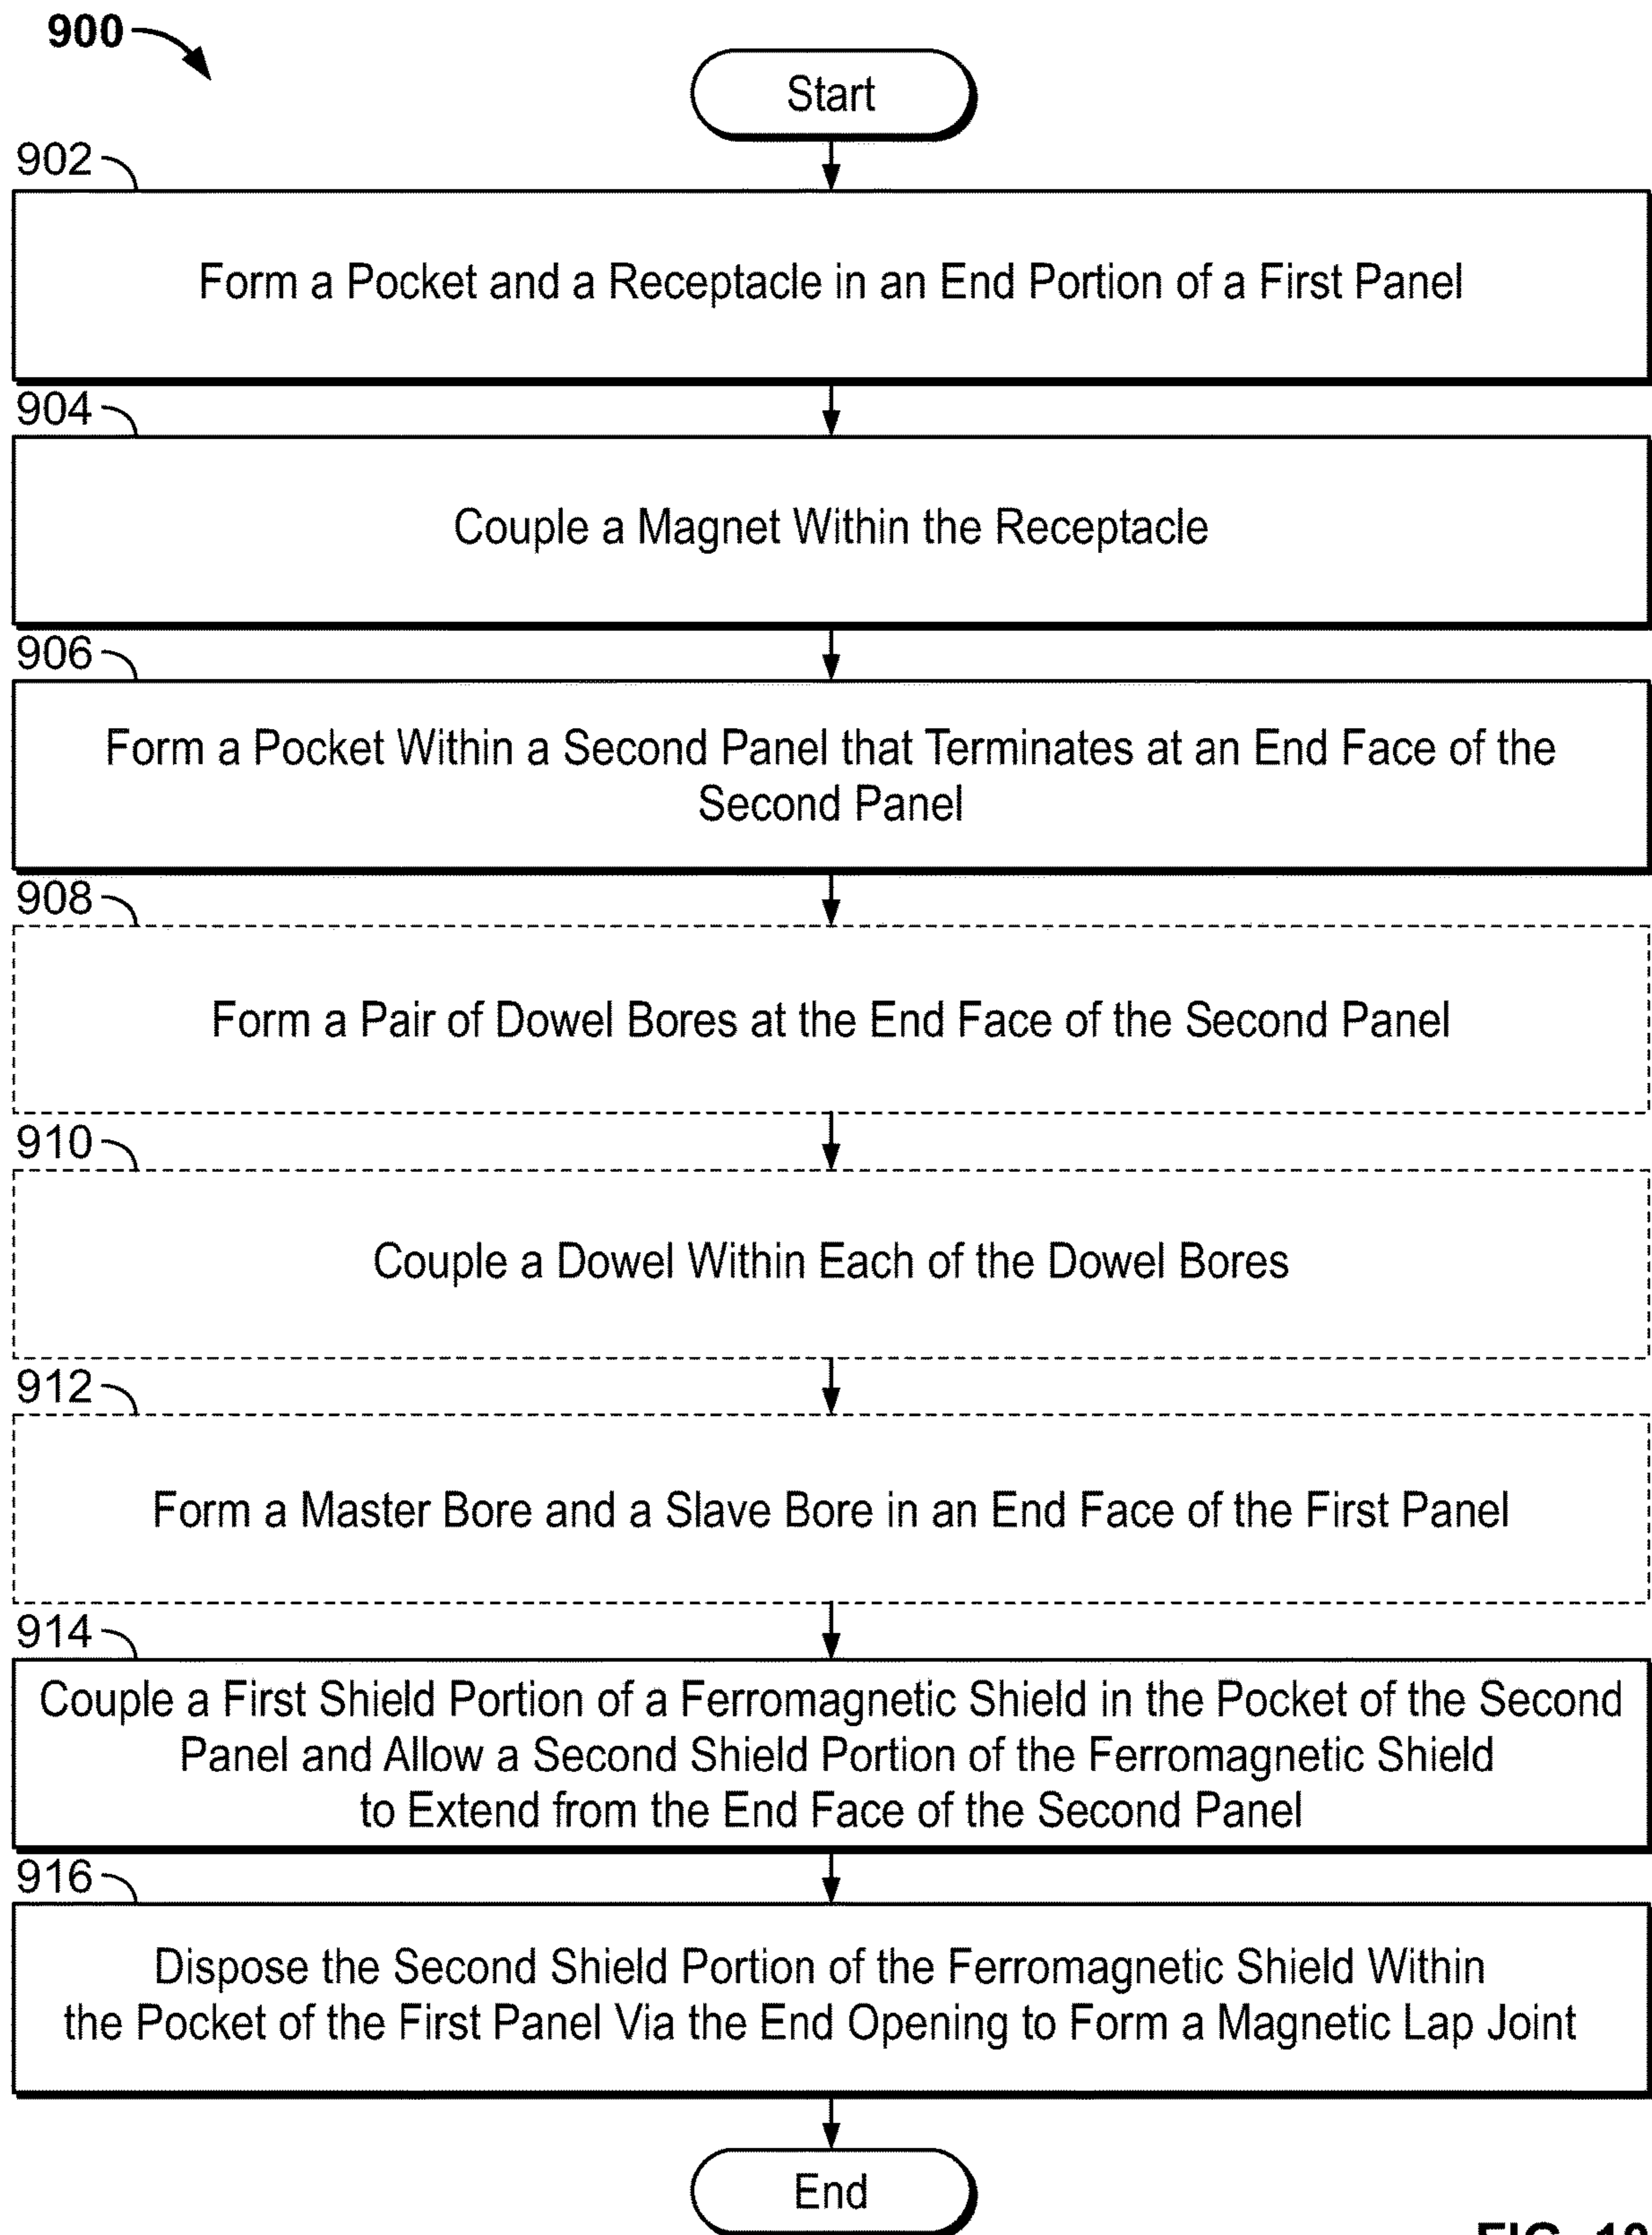 900
Start
902
Form a Pocket and a Receptacle in an End Portion of a First Panel
904
Couple a Magnet Within the Receptacle
906
Form a Pocket Within a Second Panel that Terminates at an End Face of the
Second Panel
908
Form a Pair of Dowel Bores at the End Face of the Second Panel
910
Couple a Dowel Within Each of the Dowel Bores
912
Form a Master Bore and a Slave Bore in an End Face of the First Panel
914
Couple a First Shield Portion of a Ferromagnetic Shield in the Pocket of the Second
Panel and Allow a Second Shield Portion of the Ferromagnetic Shield
to Extend from the End Face of the Second Panel
916
Dispose the Second Shield Portion of the Ferromagnetic Shield Within
the Pocket of the First Panel Via the End Opening to Form a Magnetic Lap Joint
End
FIG.